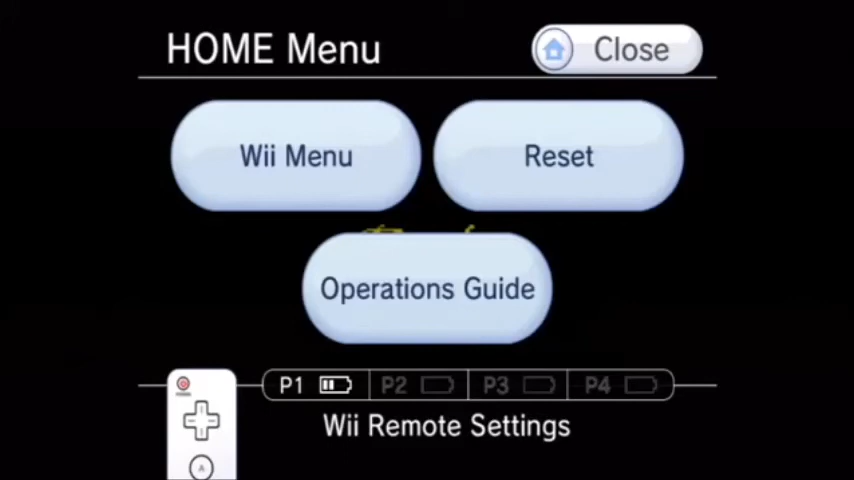 HOME Menu Close
Wii Menu Reset
Operations Guide
P1 P2 P3 P4
Wii Remote Settings
A